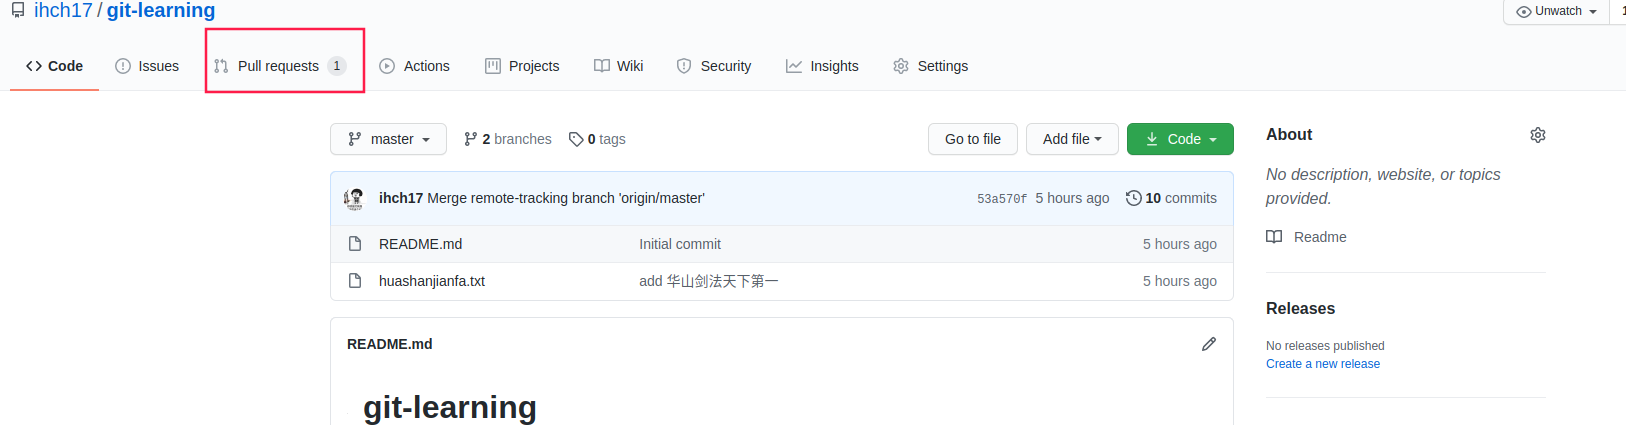 ihch17 / git-learning
Unwatch
1
Code
Issues
Pull requests 1
Actions
Projects
Wiki
Security
Insights
Settings
master
2 branches
0 tags
Go to file
Add file
Code
ihch17 Merge remote-tracking branch 'origin/master'
53a570f 5 hours ago
10 commits
README.md
Initial commit
5 hours ago
huashanjianfa.txt
add 华山剑法天下第一
5 hours ago
README.md
git-learning
About
No description, website, or topics
provided.
Readme
Releases
No releases published
Create a new release